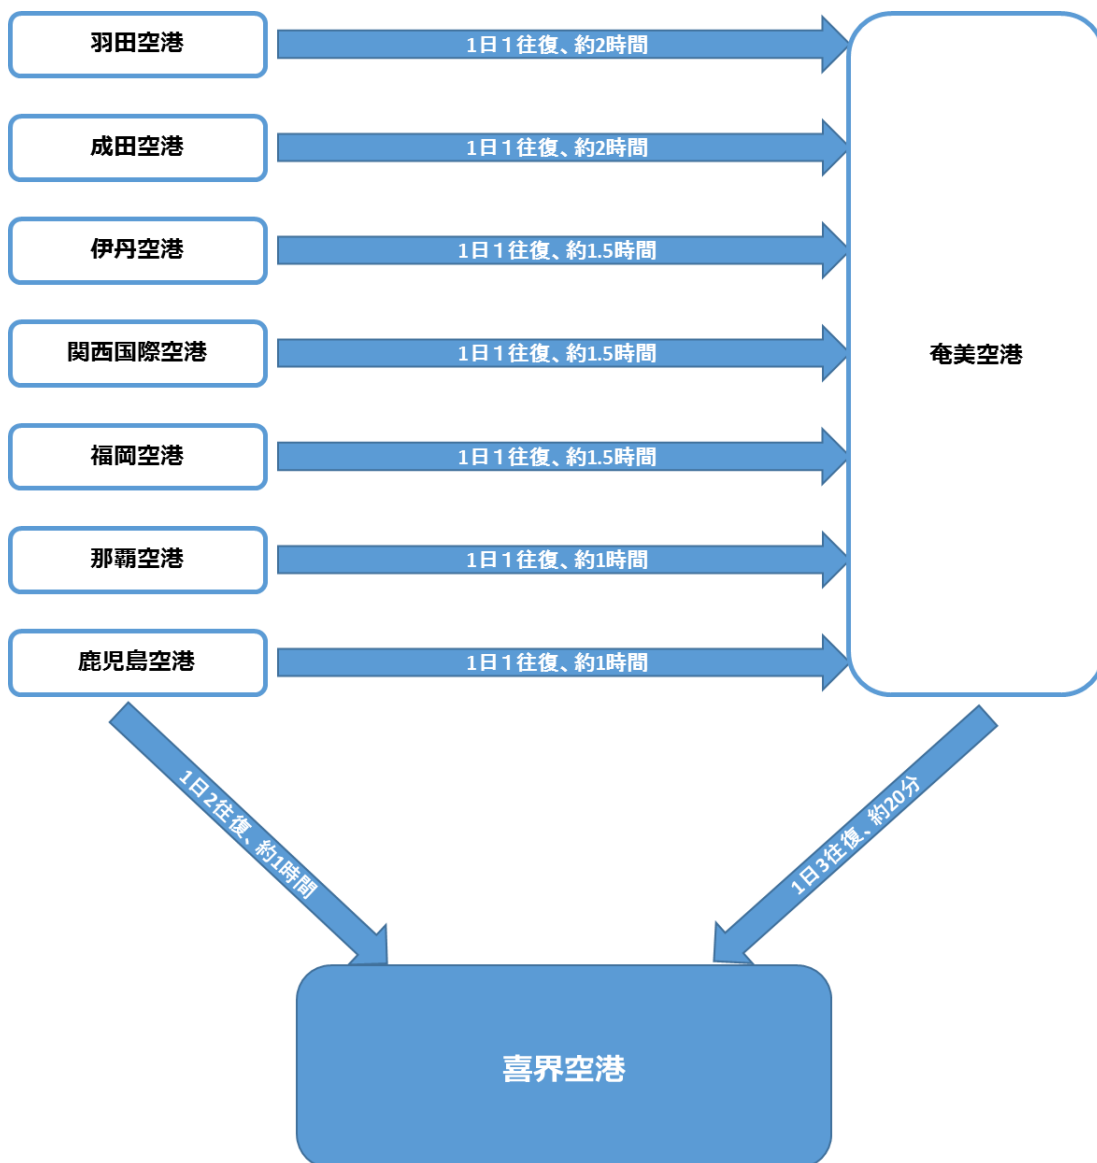 羽田空港
1日１往復、約2時間
成田空港
1日１往復、約2時間
伊丹空港
1日１往復、約1.5時間
関西国際空港
1日１往復、約1.5時間
奄美空港
福岡空港
1日１往復、約1.5時間
那覇空港
1日１往復、約1時間
鹿児島空港
1日１往復、約1時間
1日2往復、約1時間
1日3往復、約20分
喜界空港